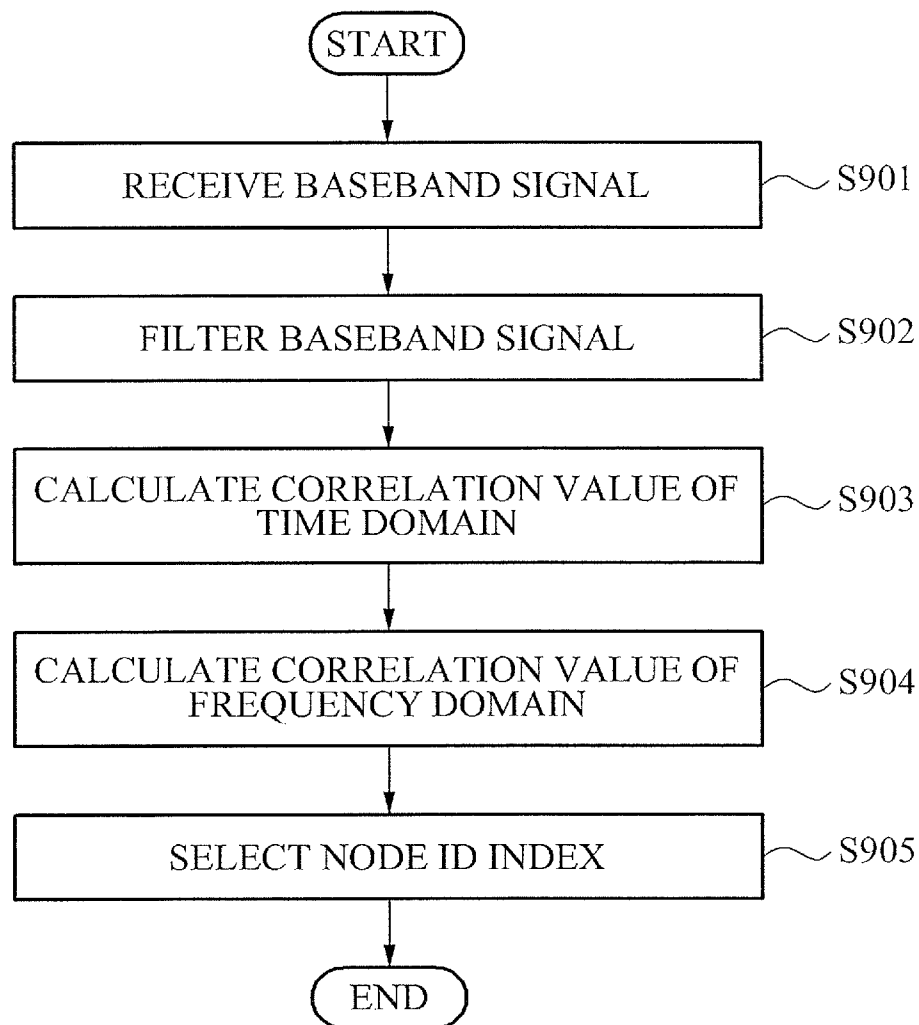 START
RECEIVE BASEBAND SIGNAL
S901
FILTER BASEBAND SIGNAL
S902
CALCULATE CORRELATION VALUE OF
TIME DOMAIN
S903
CALCULATE CORRELATION VALUE OF
FREQUENCY DOMAIN
S904
SELECT NODE ID INDEX
S905
END